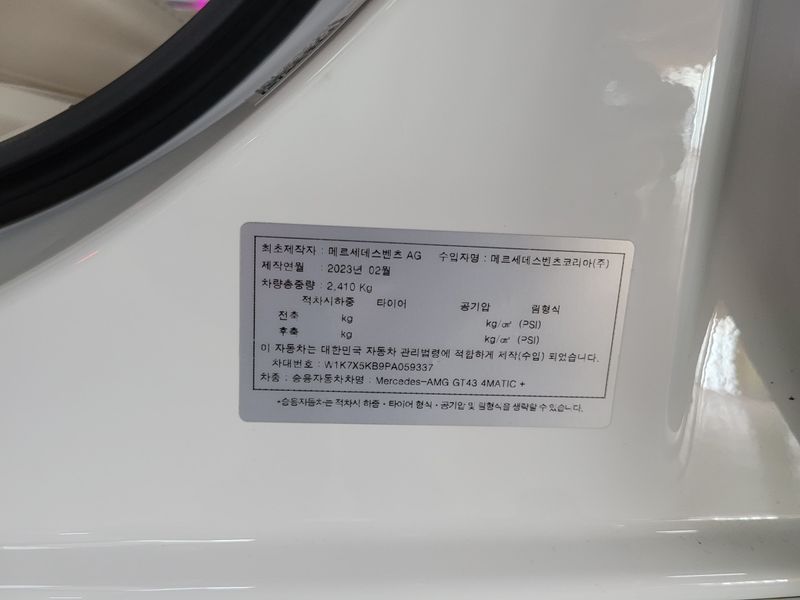 최초제작자 : 메르세데스벤츠 AG 수입자명 : 메르세데스벤츠코리아(주)
제작연월 : 2023년 02월
차량총중량 : 2,410 Kg
적차시하중 타이어 공기압 림형식
전축 kg kg/㎠ (PSI)
후축 kg kg/㎠ (PSI)
이 자동차는 대한민국 자동차 관리법령에 적합하게 제작(수입) 되었습니다.
차대번호 : W1K7X5KB9PA059337
차종 : 승용자동차차명 : Mercedes-AMG GT43 4MATIC +
*승용자동차는 적차시 하중·타이어 형식·공기압 및 림형식을 생략할 수 있습니다.